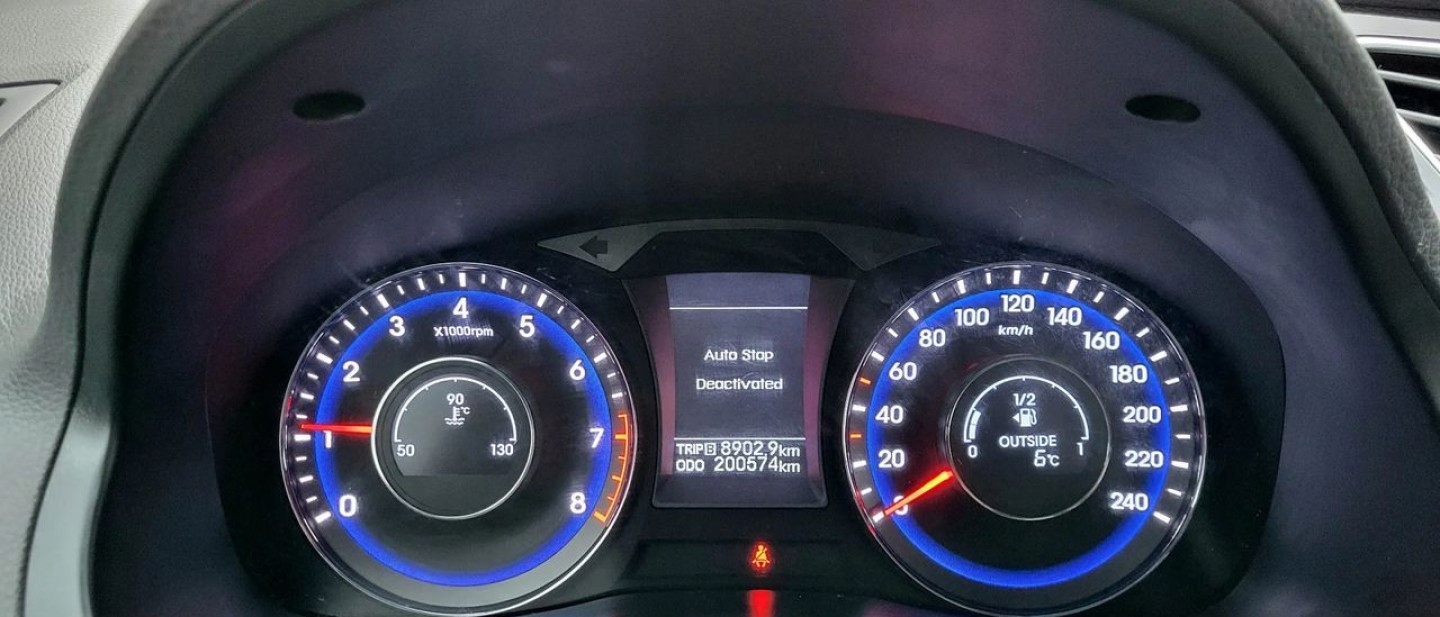 0 1 2 3 4 5 6 7 8
X1000rpm
90
°C
50 130
Auto Stop
Deactivated
TRIP B 8902.9km
ODO 200574km
0 20 40 60 80 100 120 140 160 180 200 220 240
km/h
1/2
0 OUTSIDE 1
6°C